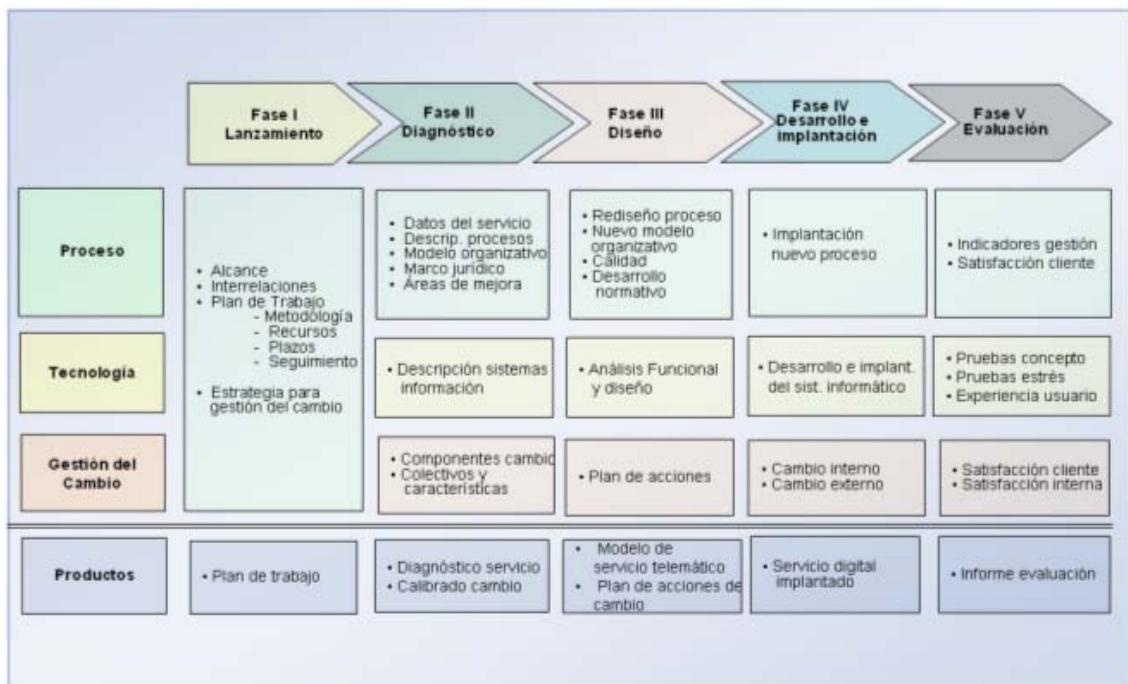 Fase I
Lanzamiento
Fase II
Diagnóstico
Fase III
Diseño
Fase IV
Desarrollo e
implantación
Fase V
Evaluación
Proceso
• Alcance
• Interrelaciones
• Plan de Trabajo
- Metodología
- Recursos
- Plazos
- Seguimiento
• Estrategia para
gestión del cambio
• Datos del servicio
• Descrip. procesos
• Modelo organizativo
• Marco jurídico
• Áreas de mejora
• Rediseño proceso
• Nuevo modelo
organizativo
• Calidad
• Desarrollo
normativo
• Implantación
nuevo proceso
• Indicadores gestión
• Satisfacción cliente
Tecnología
• Descripción sistemas
información
• Análisis Funcional
y diseño
• Desarrollo e implant.
del sist. informático
• Pruebas concepto
• Pruebas estrés
• Experiencia usuario
Gestión del
Cambio
• Componentes cambio
• Colectivos y
características
• Plan de acciones
• Cambio interno
• Cambio externo
• Satisfacción cliente
• Satisfacción interna
Productos
• Plan de trabajo
• Diagnóstico servicio
• Calibrado cambio
• Modelo de
servicio telemático
• Plan de acciones de
cambio
• Servicio digital
implantado
• Informe evaluación